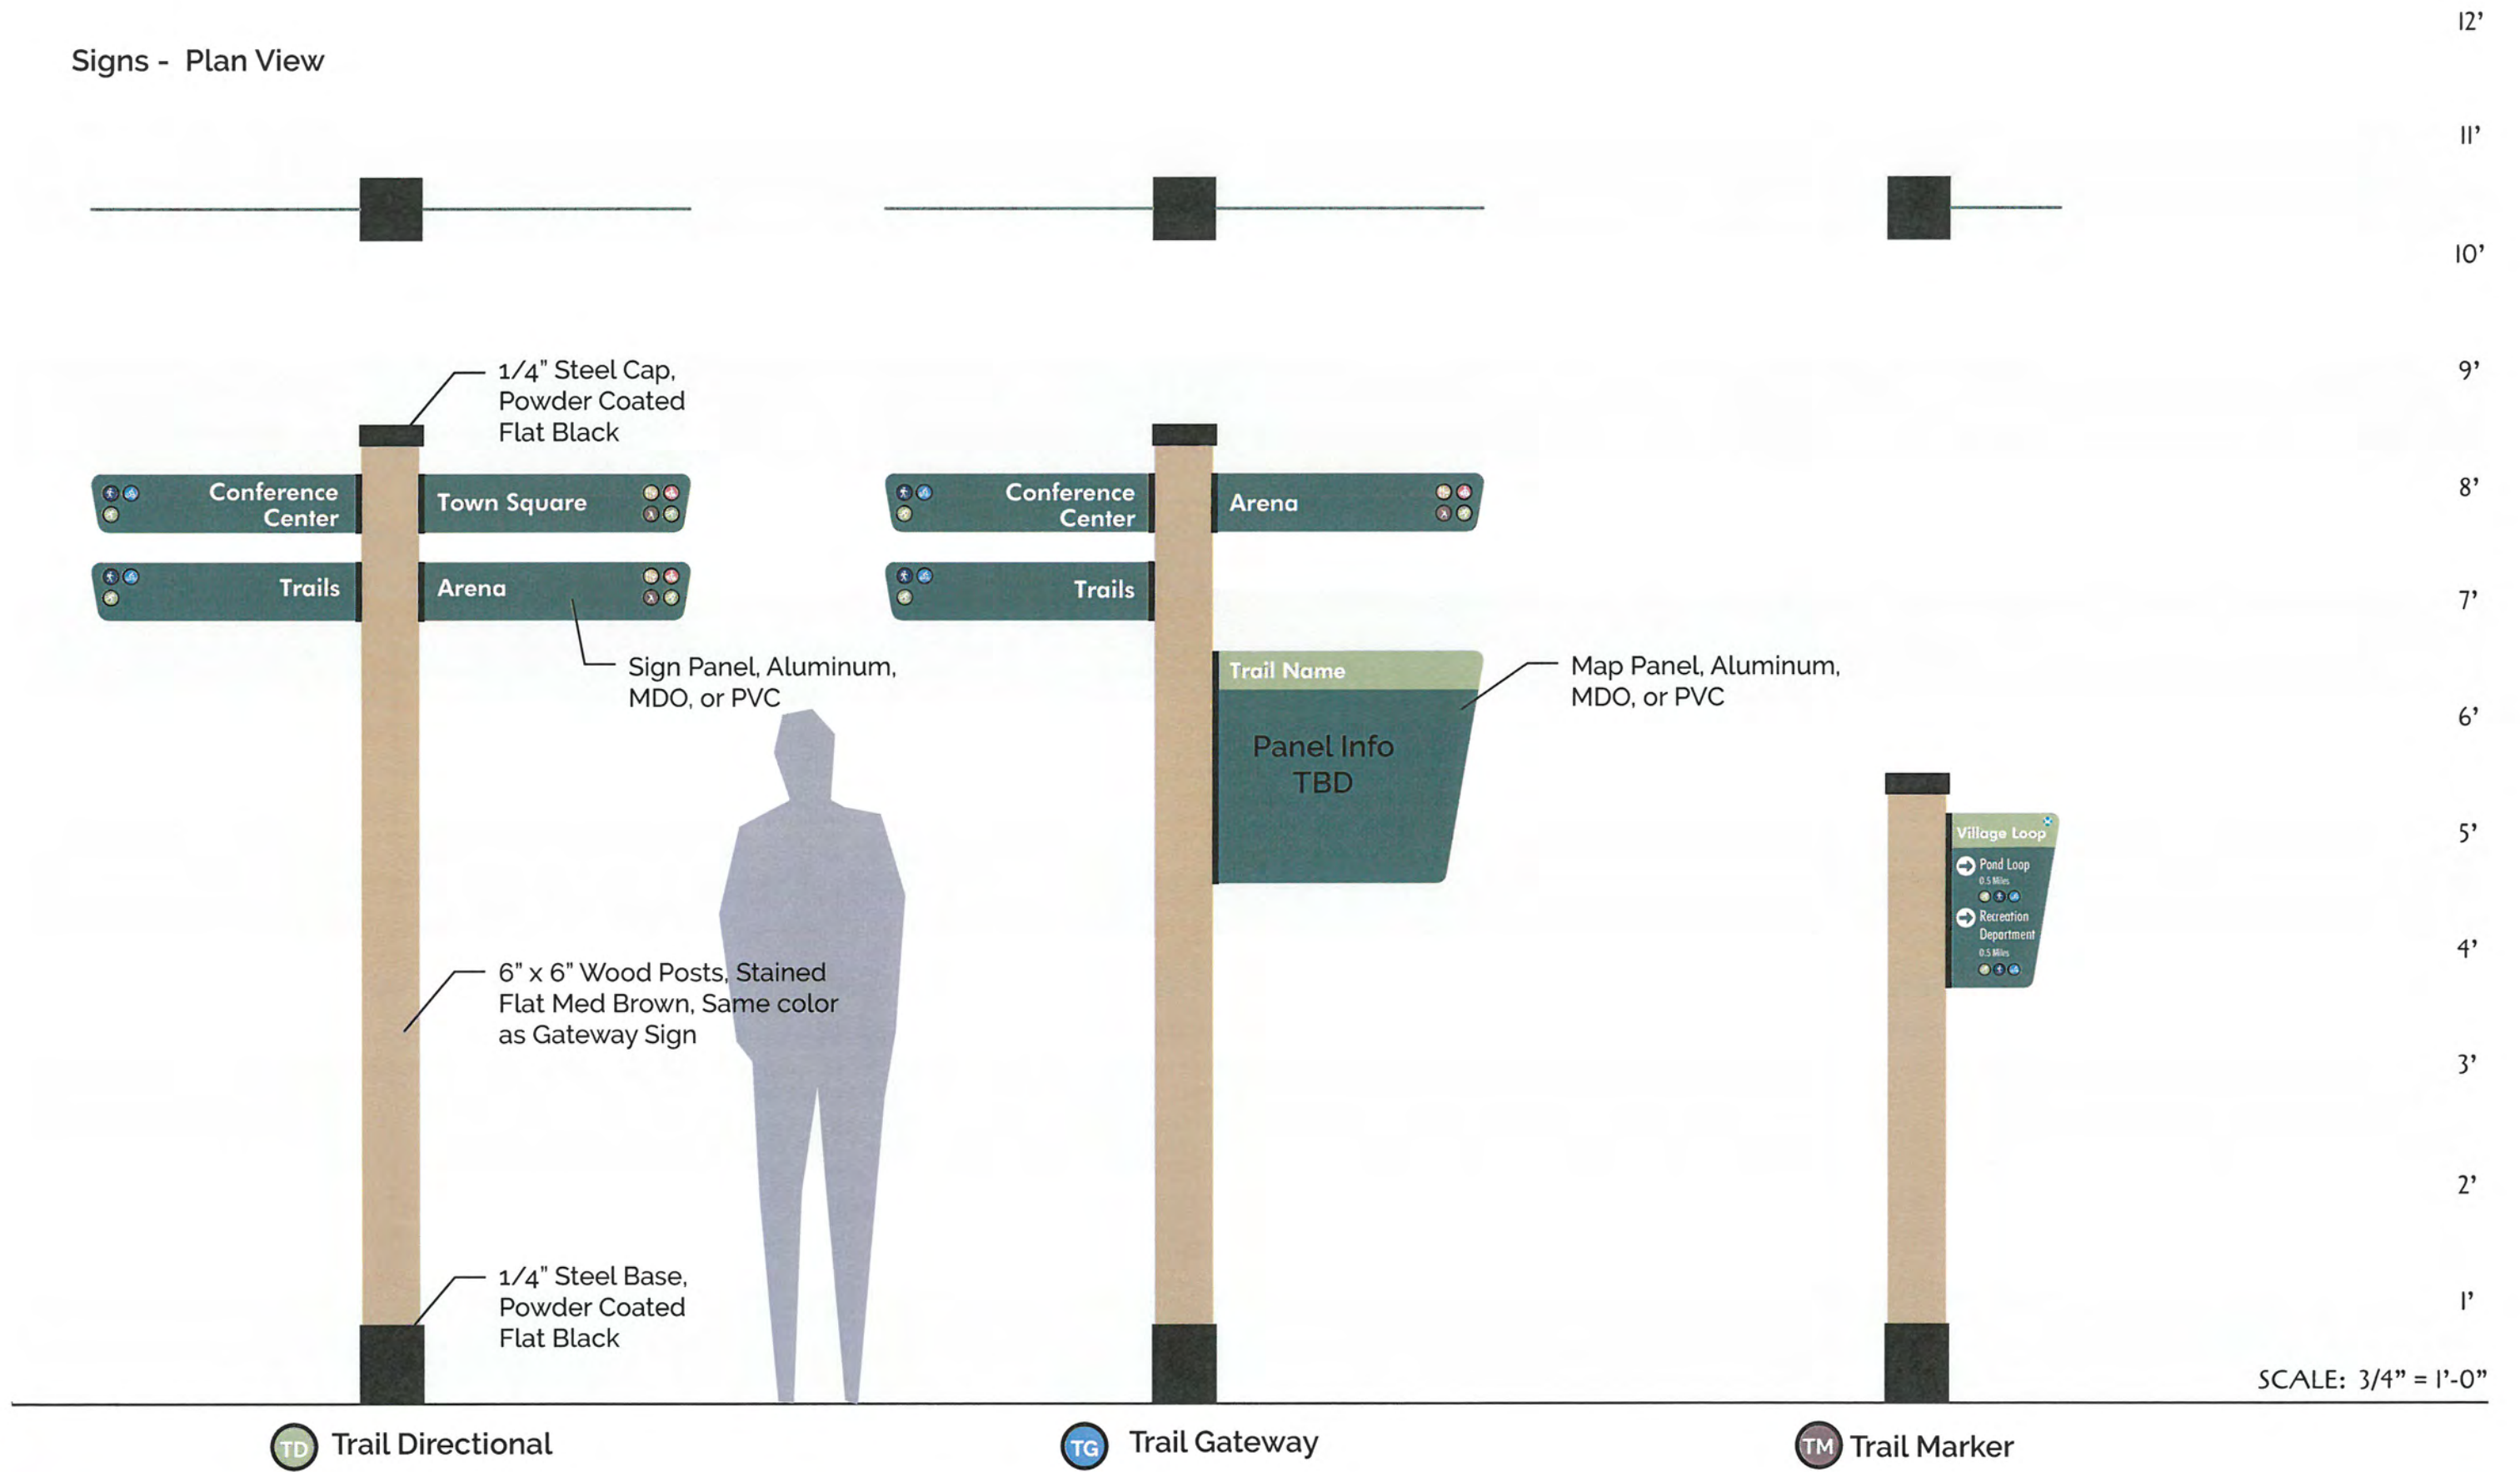 Signs -  Plan View
12’
11’
10’
9’
8’
7’
6’
5’
4’
3’
2’
1’
1/4” Steel Cap,
Powder Coated
Flat Black
Conference
Center
Town Square
Trails
Arena
Sign Panel, Aluminum,
MDO, or PVC
6” x 6” Wood Posts, Stained
Flat Med Brown, Same color
as Gateway Sign
1/4” Steel Base,
Powder Coated
Flat Black
Conference
Center
Arena
Trails
Trail Name
Panel Info
TBD
Map Panel, Aluminum,
MDO, or PVC
Village Loop
Pond Loop
0.5 Miles
Recreation
Department
0.5 Miles
SCALE:  3/4” = 1’-0”
TD Trail Directional
TG Trail Gateway
TM Trail Marker